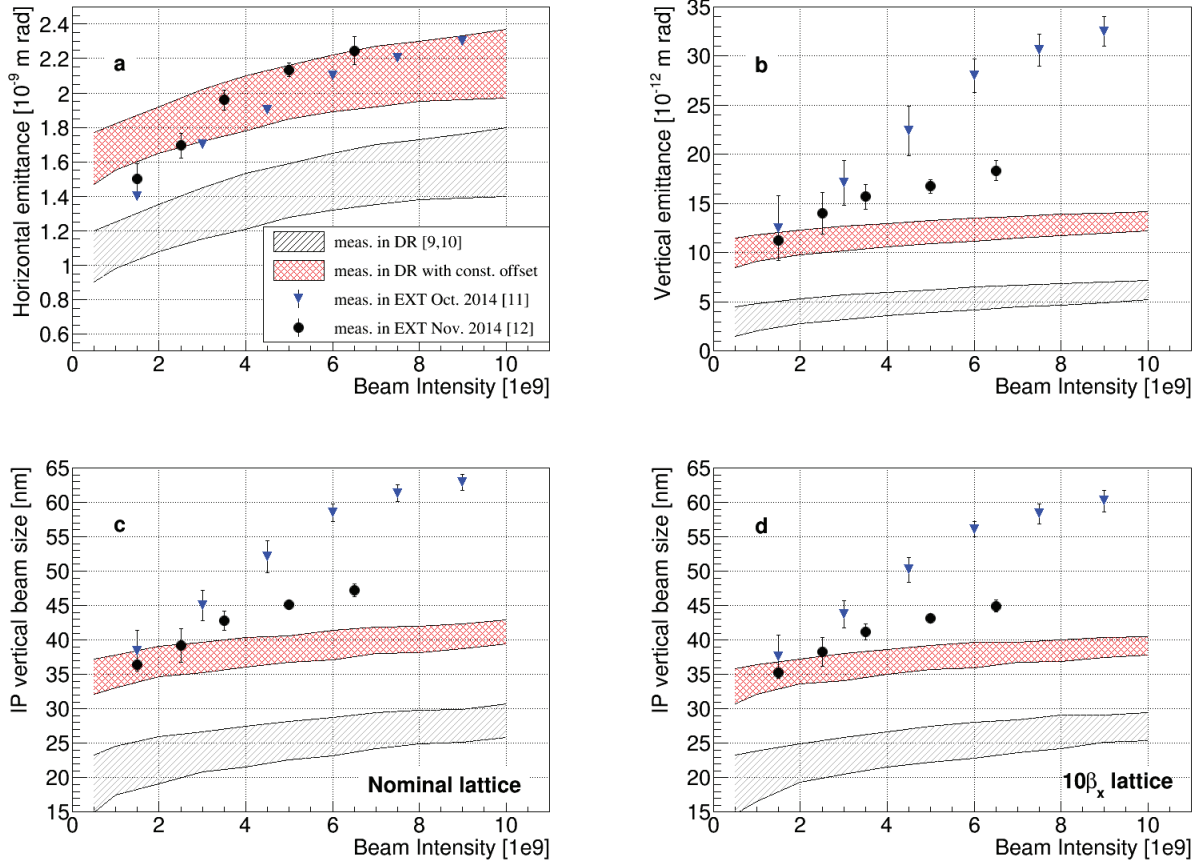 Horizontal emittance [10⁻⁹ m rad]
2.4
2.2
2
1.8
1.6
1.4
1.2
1
0.8
0.6
a
meas. in DR [9,10]
meas. in DR with const. offset
meas. in EXT Oct. 2014 [11]
meas. in EXT Nov. 2014 [12]
0 2 4 6 8 10
Beam Intensity [1e9]
Vertical emittance [10⁻¹² m rad]
35
30
25
20
15
10
5
0
b
0 2 4 6 8 10
Beam Intensity [1e9]
IP vertical beam size [nm]
65
60
55
50
45
40
35
30
25
20
15
c
Nominal lattice
0 2 4 6 8 10
Beam Intensity [1e9]
IP vertical beam size [nm]
65
60
55
50
45
40
35
30
25
20
15
d
10βₓ lattice
0 2 4 6 8 10
Beam Intensity [1e9]